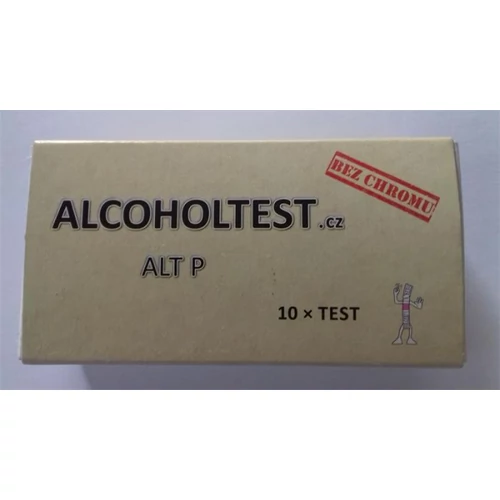 BEZ CHROMU
ALCOHOLTEST.cz
ALT P
10 × TEST